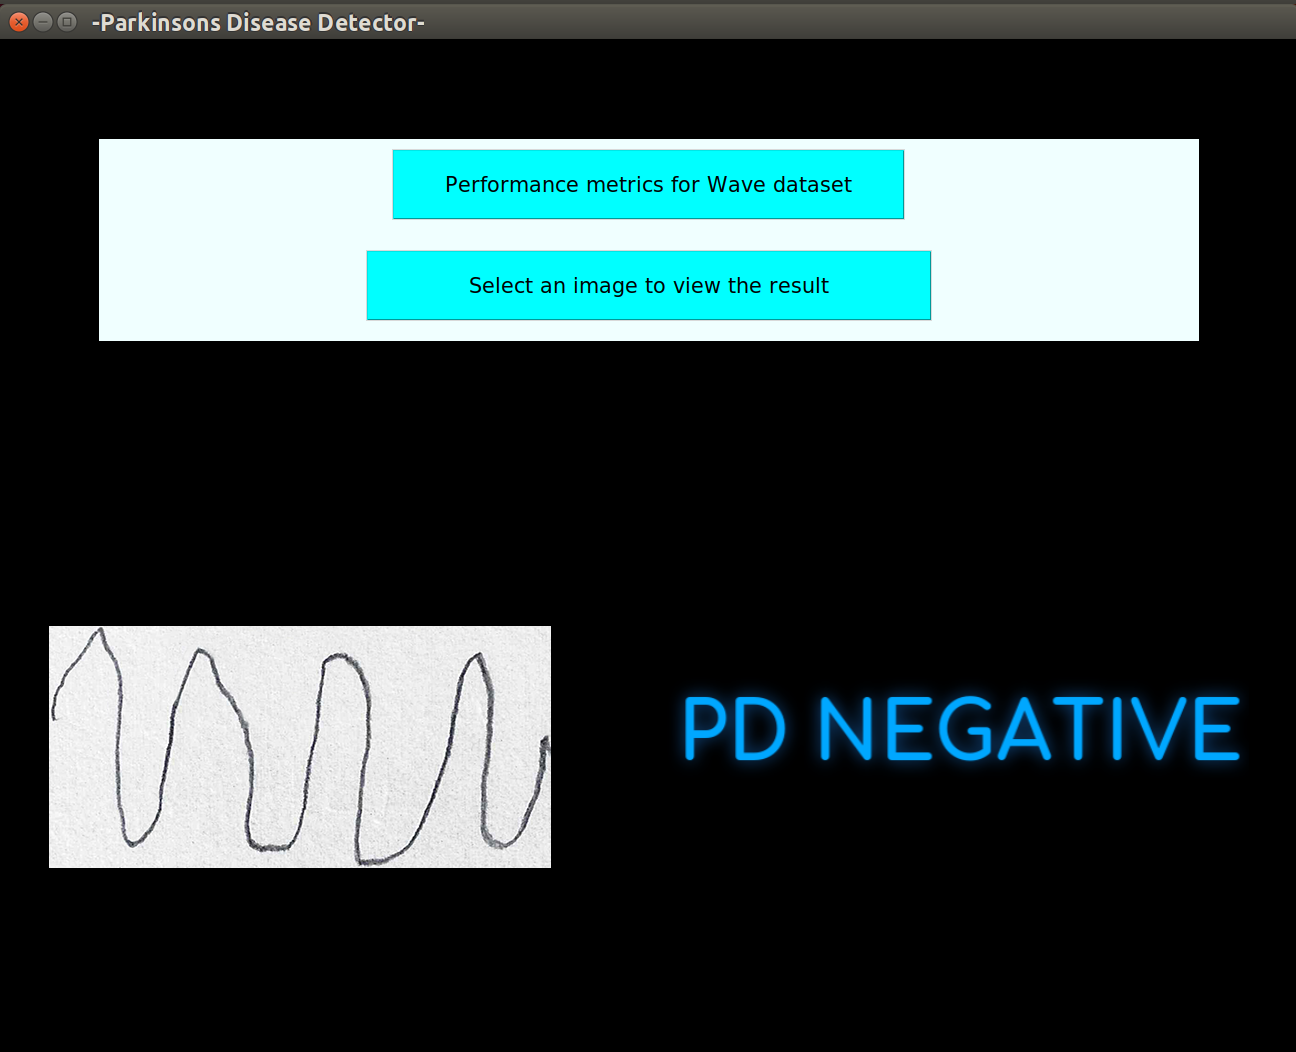 -Parkinsons Disease Detector-
Performance metrics for Wave dataset
Select an image to view the result
PD NEGATIVE